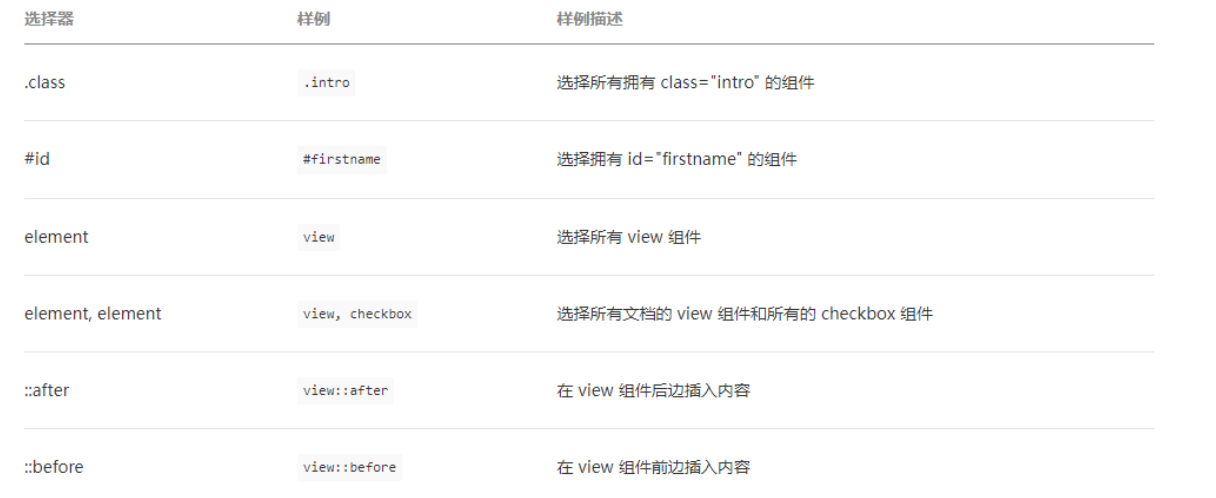 选择器 样例 样例描述
.class .intro 选择所有拥有 class="intro" 的组件
#id #firstname 选择拥有 id="firstname" 的组件
element view 选择所有 view 组件
element, element view, checkbox 选择所有文档的 view 组件和所有的 checkbox 组件
::after view::after 在 view 组件后边插入内容
::before view::before 在 view 组件前边插入内容